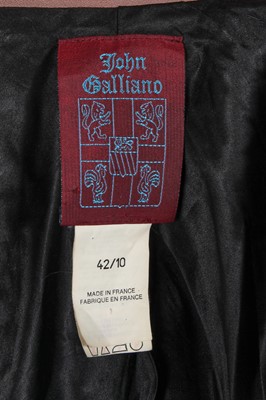 John
Galliano
42/10
MADE IN FRANCE
FABRIQUE EN FRANCE